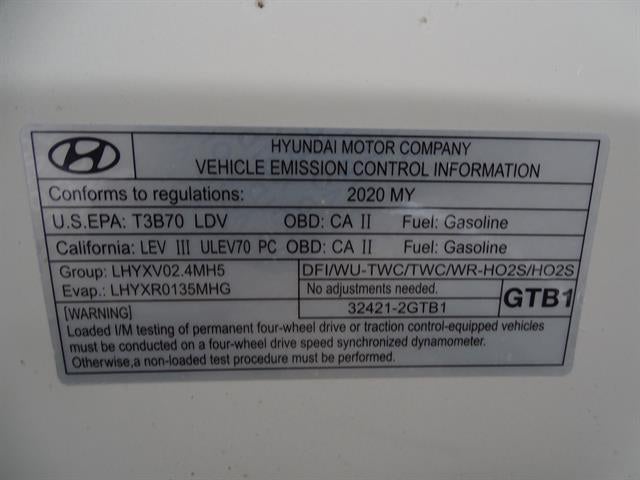 HYUNDAI MOTOR COMPANY
VEHICLE EMISSION CONTROL INFORMATION
Conforms to regulations: 2020 MY
U.S.EPA: T3B70 LDV OBD: CA II Fuel: Gasoline
California: LEV III ULEV70 PC OBD: CA II Fuel: Gasoline
Group: LHYXV02.4MH5 DFI/WU-TWC/TWC/WR-HO2S/HO2S
Evap.: LHYXR0135MHG No adjustments needed. GTB1
[WARNING] 32421-2GTB1
Loaded I/M testing of permanent four-wheel drive or traction control-equipped vehicles
must be conducted on a four-wheel drive speed synchronized dynamometer.
Otherwise,a non-loaded test procedure must be performed.